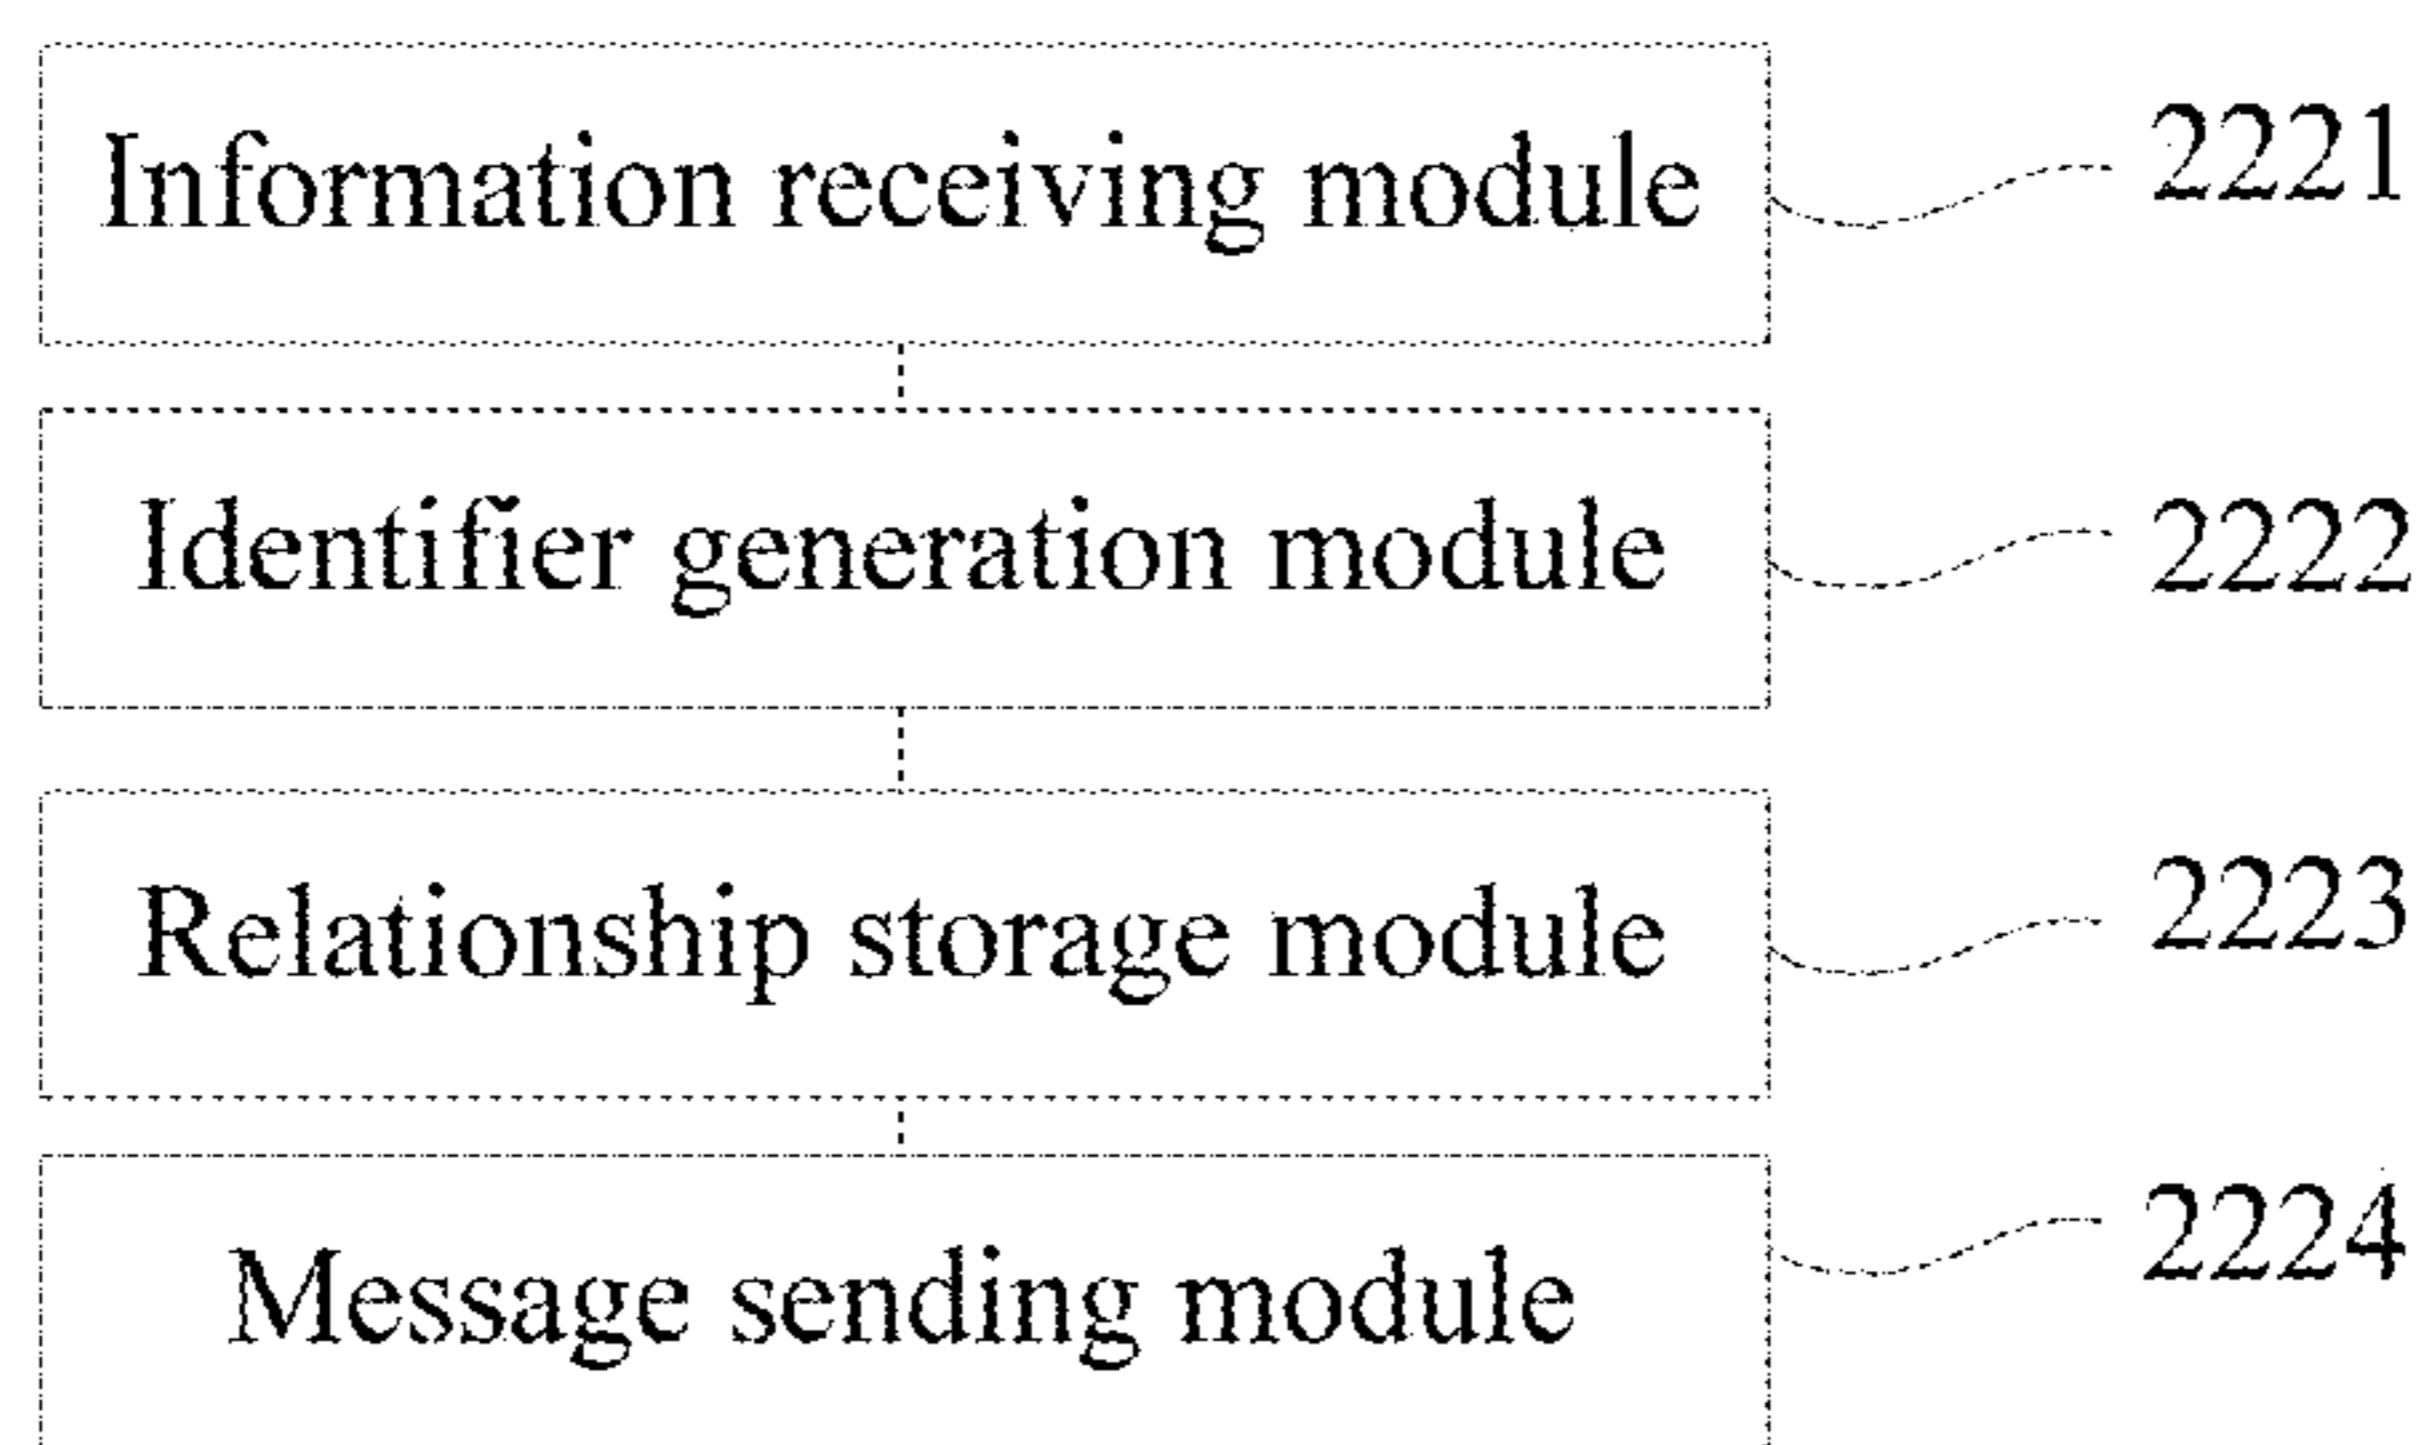 Information receiving module 2221
Identifier generation module 2222
Relationship storage module 2223
Message sending module 2224